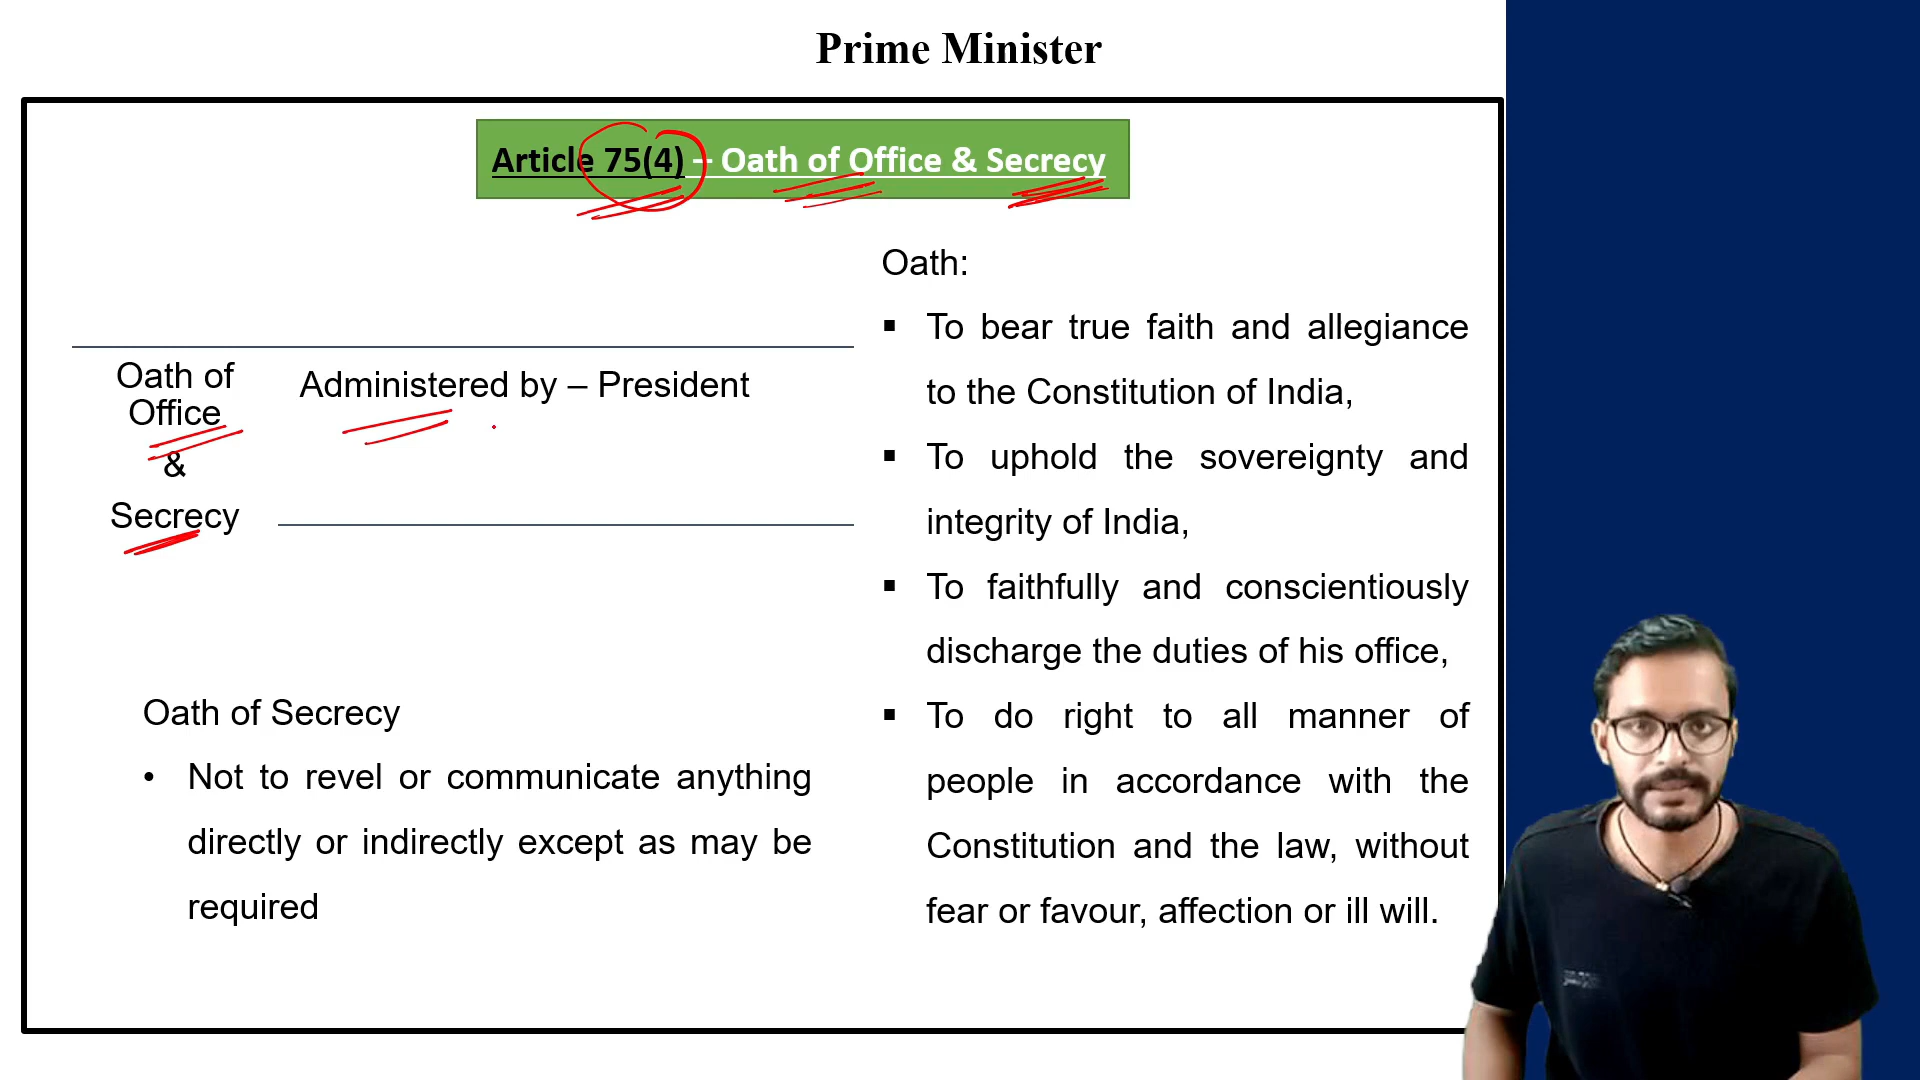 Prime Minister
Article 75(4) – Oath of Office & Secrecy
Oath of
Office
&
Secrecy
Administered by – President
Oath of Secrecy
• Not to revel or communicate anything
directly or indirectly except as may be
required
Oath:
▪ To bear true faith and allegiance
to the Constitution of India,
▪ To uphold the sovereignty and
integrity of India,
▪ To faithfully and conscientiously
discharge the duties of his office,
▪ To do right to all manner of
people in accordance with the
Constitution and the law, without
fear or favour, affection or ill will.